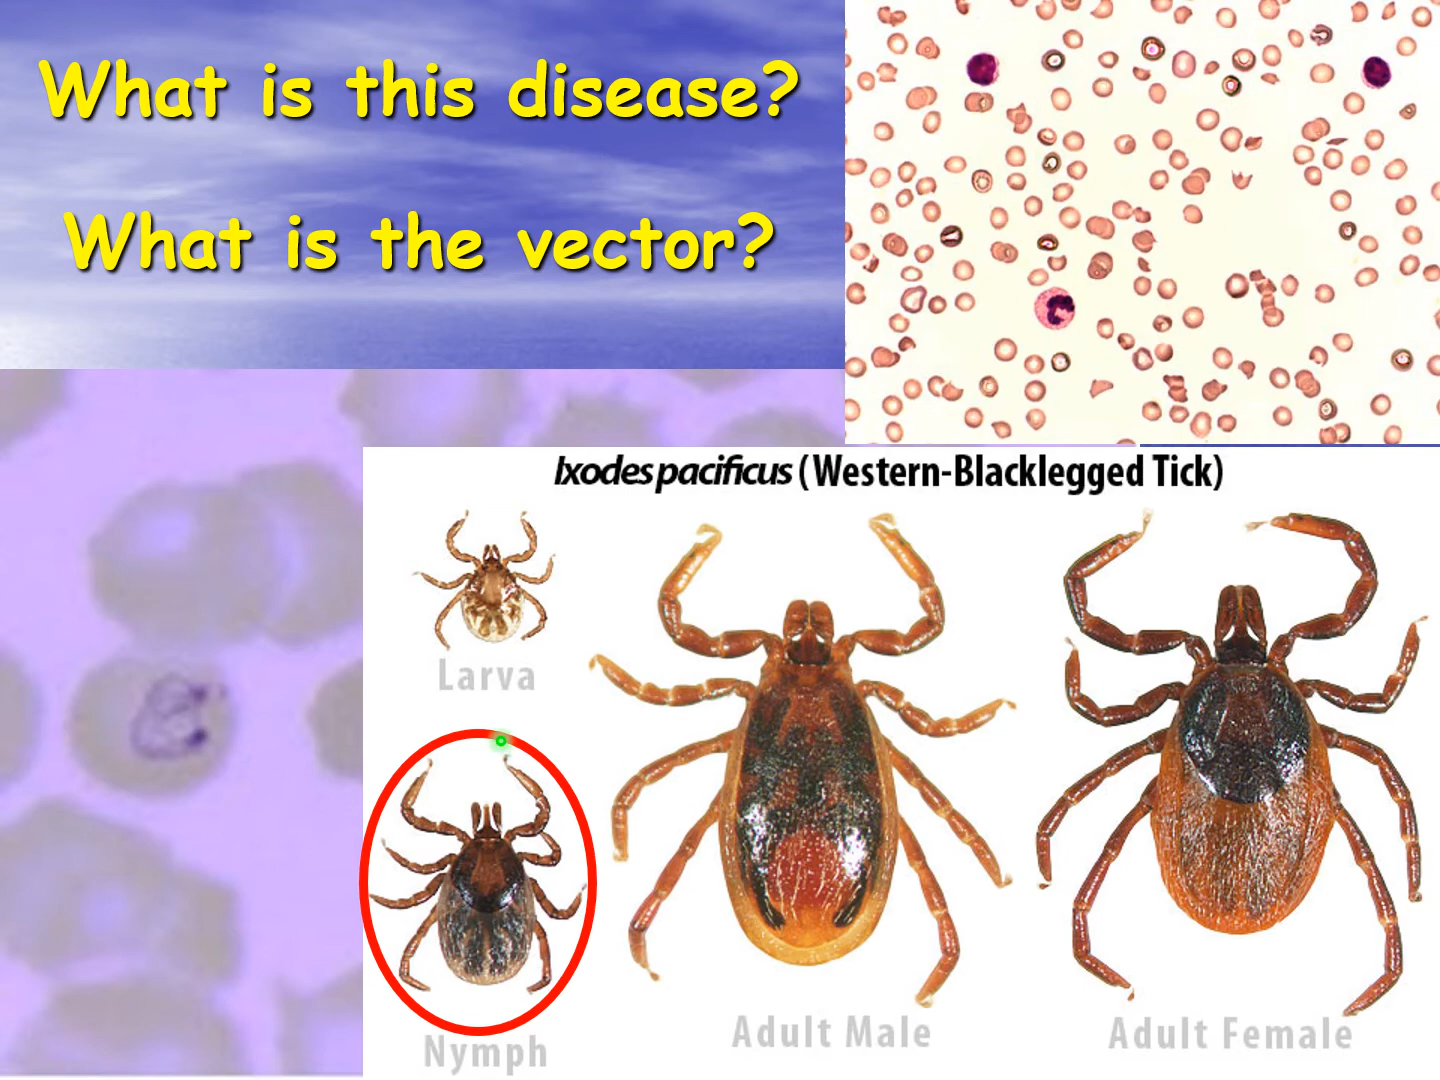 What is this disease?
What is the vector?
Ixodes pacificus (Western-Blacklegged Tick)
Larva
Nymph
Adult Male
Adult Female